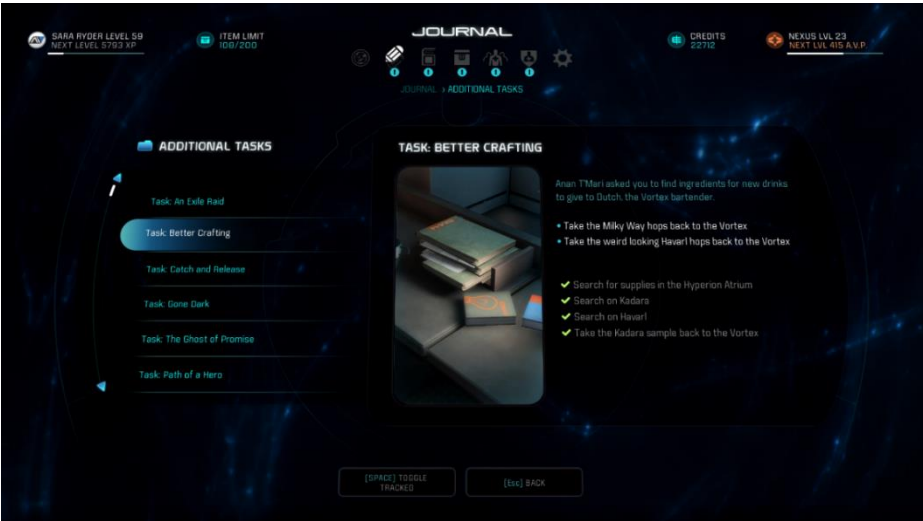 SARA RYDER LEVEL 59
NEXT LEVEL 5793 XP
ITEM LIMIT
108/200
JOURNAL
CREDITS
22712
NEXUS LVL 23
NEXT LVL 415 A.V.P.
JOURNAL > ADDITIONAL TASKS
ADDITIONAL TASKS
Task: An Exile Raid
Task: Better Crafting
Task: Catch and Release
Task: Gone Dark
Task: The Ghost of Promise
Task: Path of a Hero
TASK: BETTER CRAFTING
Anan T'Mari asked you to find ingredients for new drinks
to give to Dutch, the Vortex bartender.
• Take the Milky Way hops back to the Vortex
• Take the weird looking Havarl hops back to the Vortex
✔ Search for supplies in the Hyperion Atrium
✔ Search on Kadara
✔ Search on Havarl
✔ Take the Kadara sample back to the Vortex
[SPACE] TOGGLE
TRACKED
[Esc] BACK